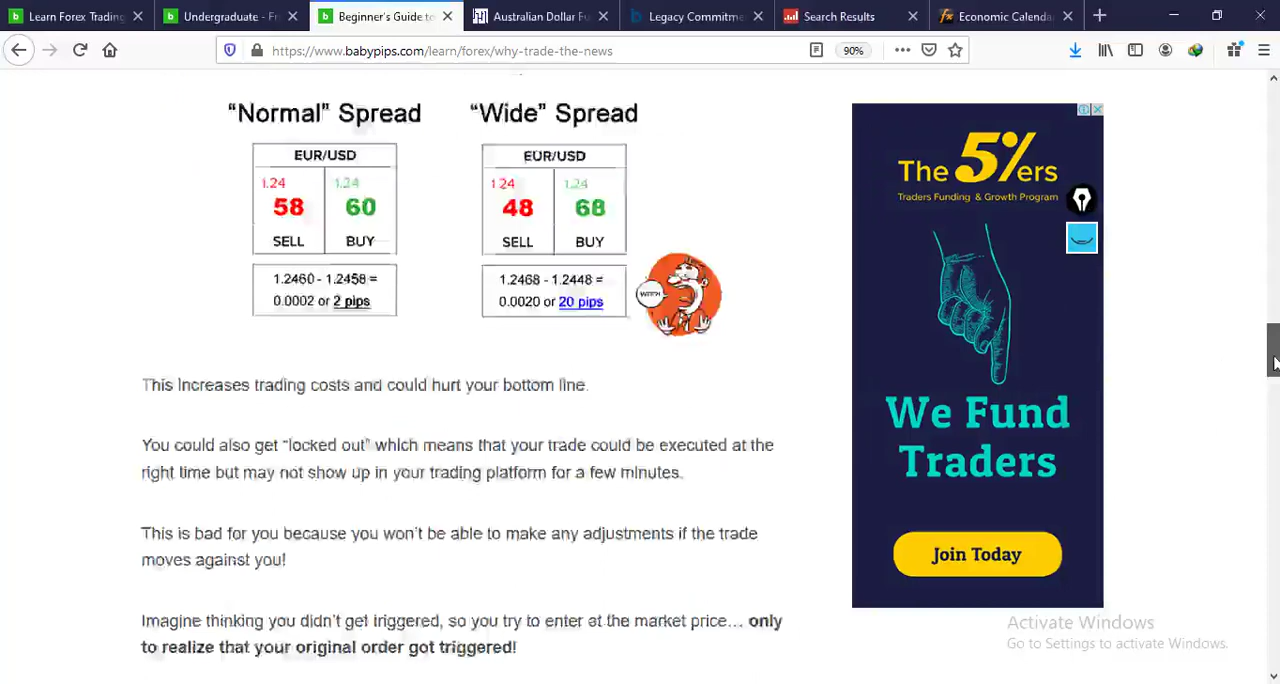 Learn Forex Trading
Undergraduate - Fr
Beginner's Guide to
Australian Dollar Fu
Legacy Commitme
Search Results
Economic Calenda
https://www.babypips.com/learn/forex/why-trade-the-news
90%
"Normal" Spread
"Wide" Spread
EUR/USD
EUR/USD
1.24 1.24
1.24 1.24
58 60
48 68
SELL BUY
SELL BUY
1.2460 - 1.2458 =
0.0002 or 2 pips
1.2468 - 1.2448 =
0.0020 or 20 pips
This increases trading costs and could hurt your bottom line.
You could also get "locked out" which means that your trade could be executed at the
right time but may not show up in your trading platform for a few minutes.
This is bad for you because you won't be able to make any adjustments if the trade
moves against you!
Imagine thinking you didn't get triggered, so you try to enter at the market price… only
to realize that your original order got triggered!
The 5%ers
Traders Funding & Growth Program
We Fund
Traders
Join Today
Activate Windows
Go to Settings to activate Windows.